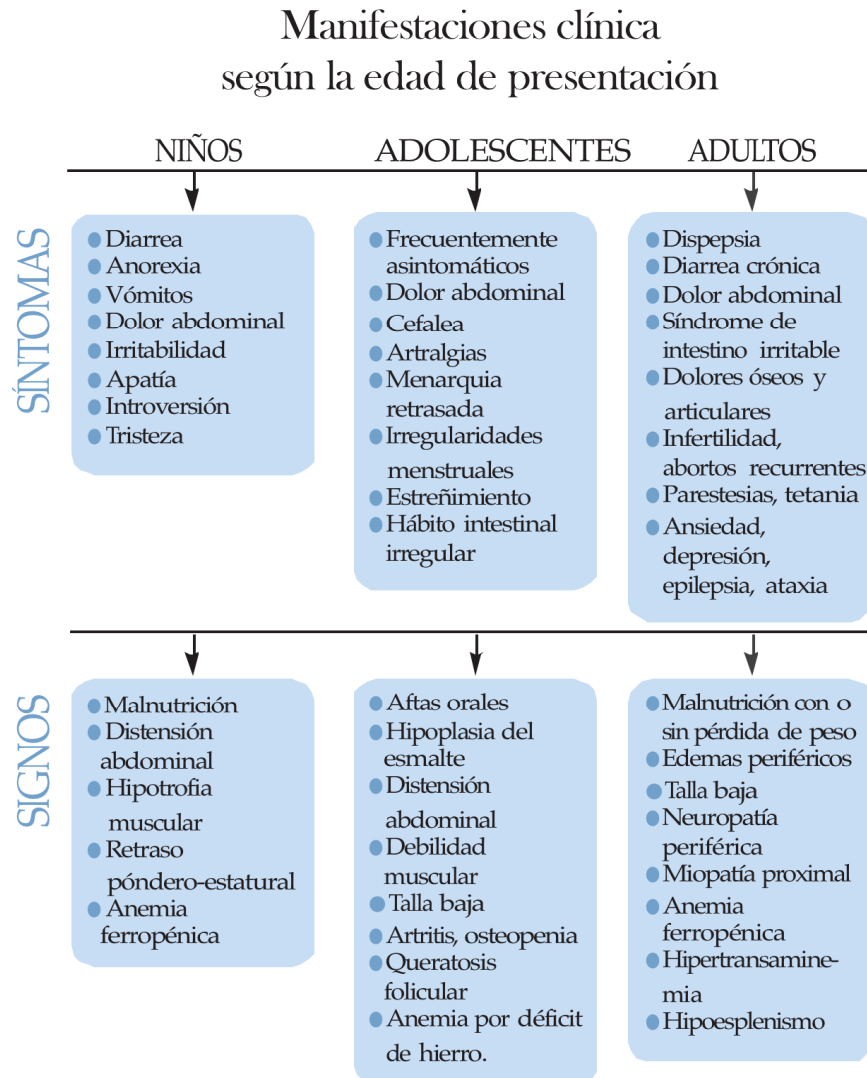 Manifestaciones clínica
según la edad de presentación
NIÑOS
ADOLESCENTES
ADULTOS
SÍNTOMAS
Diarrea
Anorexia
Vómitos
Dolor abdominal
Irritabilidad
Apatía
Introversión
Tristeza
Frecuentemente
asintomáticos
Dolor abdominal
Cefalea
Artralgias
Menarquia
retrasada
Irregularidades
menstruales
Estreñimiento
Hábito intestinal
irregular
Dispepsia
Diarrea crónica
Dolor abdominal
Síndrome de
intestino irritable
Dolores óseos y
articulares
Infertilidad,
abortos recurrentes
Parestesias, tetania
Ansiedad,
depresión,
epilepsia, ataxia
SIGNOS
Malnutrición
Distensión
abdominal
Hipotrofia
muscular
Retraso
póndero-estatural
Anemia
ferropénica
Aftas orales
Hipoplasia del
esmalte
Distensión
abdominal
Debilidad
muscular
Talla baja
Artritis, osteopenia
Queratosis
folicular
Anemia por déficit
de hierro.
Malnutrición con o
sin pérdida de peso
Edemas periféricos
Talla baja
Neuropatía
periférica
Miopatía proximal
Anemia
ferropénica
Hipertransamine-
mia
Hipoesplenismo